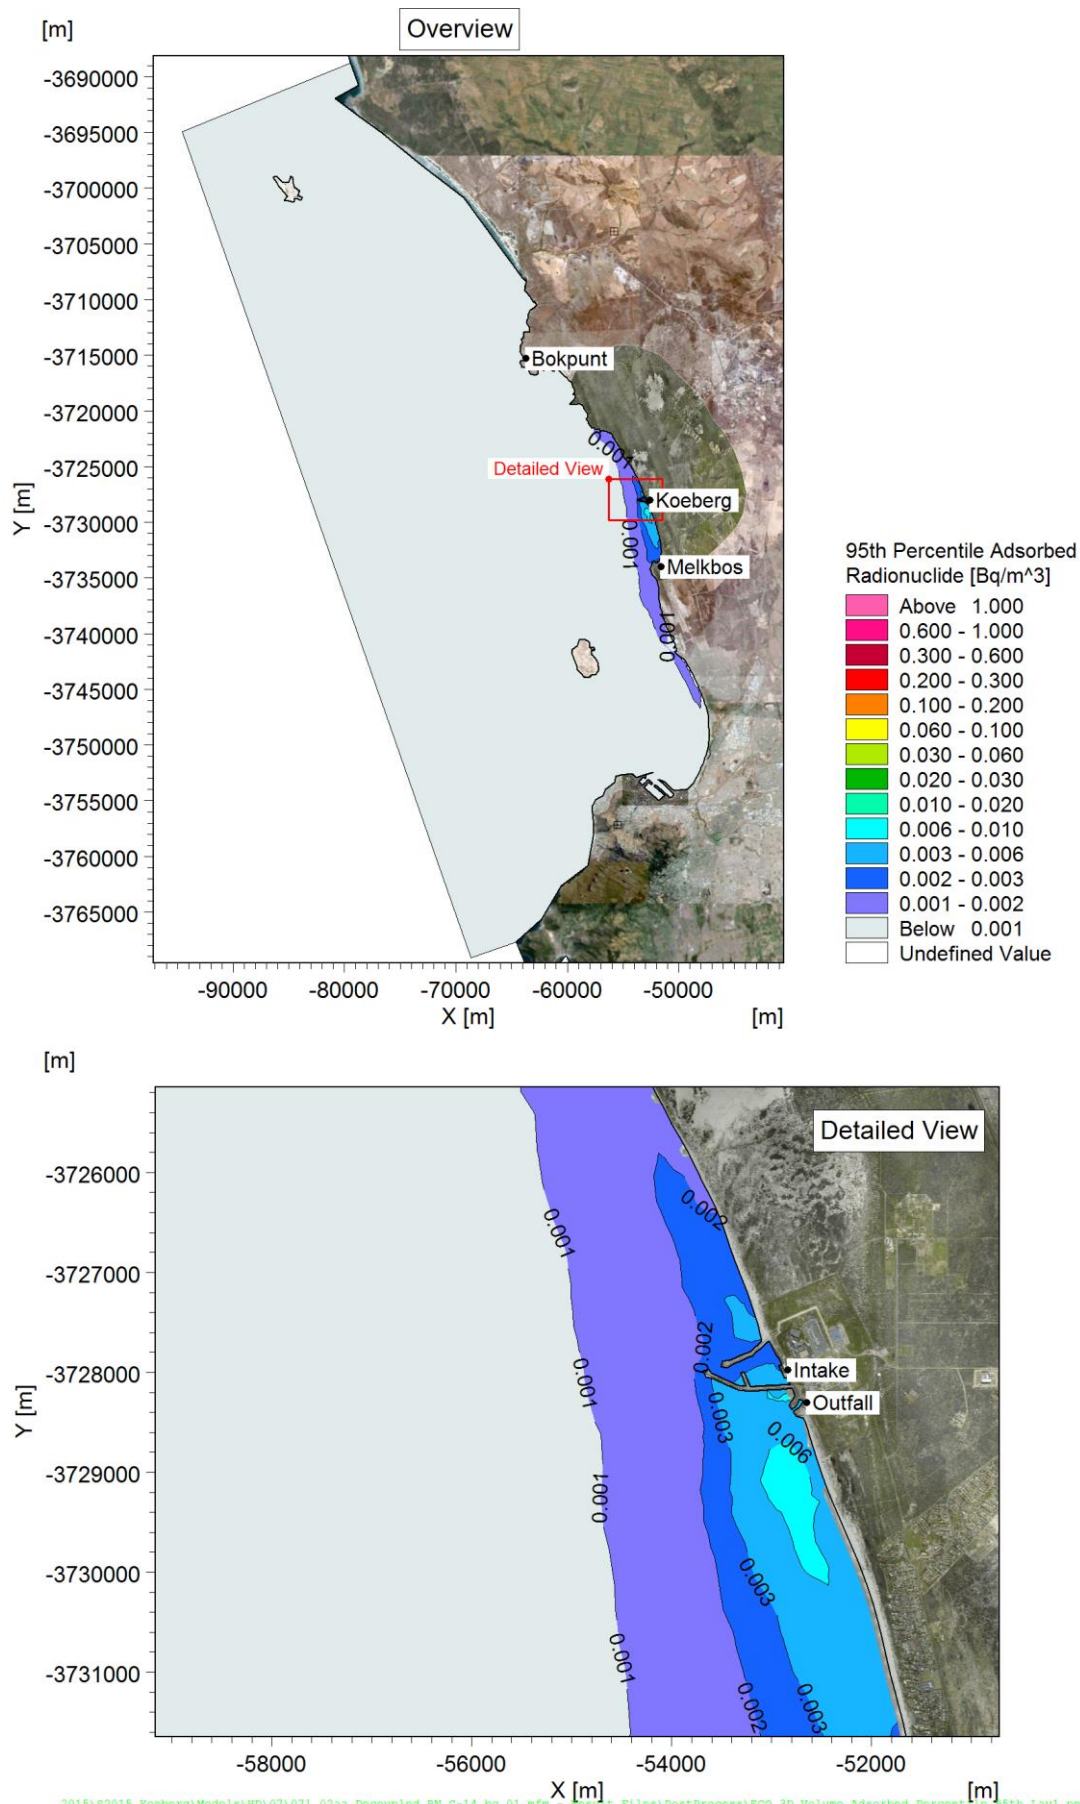 [m]
Overview
-3690000
-3695000
-3700000
-3705000
-3710000
-3715000
-3720000
-3725000
-3730000
-3735000
-3740000
-3745000
-3750000
-3755000
-3760000
-3765000
Y [m]
Bokpunt
0.001
Detailed View
Koeberg
0.001
Melkbos
0.001
-90000
-80000
-70000
-60000
-50000
X [m]
[m]
95th Percentile Adsorbed
Radionuclide [Bq/m^3]
Above 1.000
0.600 - 1.000
0.300 - 0.600
0.200 - 0.300
0.100 - 0.200
0.060 - 0.100
0.030 - 0.060
0.020 - 0.030
0.010 - 0.020
0.006 - 0.010
0.003 - 0.006
0.002 - 0.003
0.001 - 0.002
Below 0.001
Undefined Value
[m]
Detailed View
-3726000
-3727000
-3728000
-3729000
-3730000
-3731000
Y [m]
0.002
0.001
0.002
Intake
0.001
Outfall
0.003
0.006
0.001
0.003
0.001
0.002
0.003
-58000
-56000
-54000
-52000
X [m]
[m]